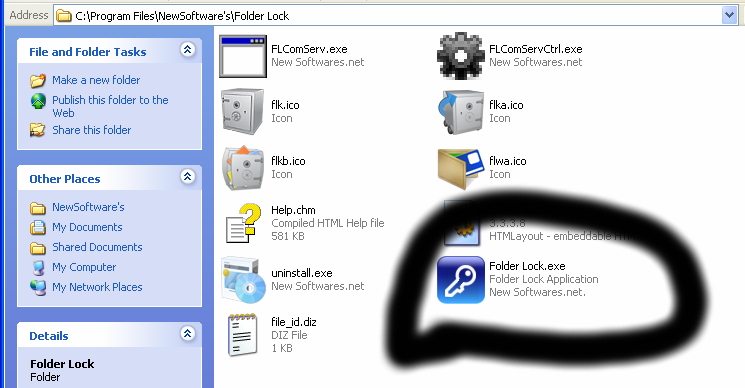 Address C:\Program Files\NewSoftware's\Folder Lock
File and Folder Tasks
Make a new folder
Publish this folder to the
Web
Share this folder
Other Places
NewSoftware's
My Documents
Shared Documents
My Computer
My Network Places
Details
Folder Lock
Folder
FLComServ.exe
New Softwares.net
FLComServCtrl.exe
New Softwares.net
flk.ico
Icon
flka.ico
Icon
flkb.ico
Icon
flwa.ico
Icon
Help.chm
Compiled HTML Help file
581 KB
3.3.3.8
HTMLayout - embeddable
uninstall.exe
New Softwares.net
Folder Lock.exe
Folder Lock Application
New Softwares.net.
file_id.diz
DIZ File
1 KB